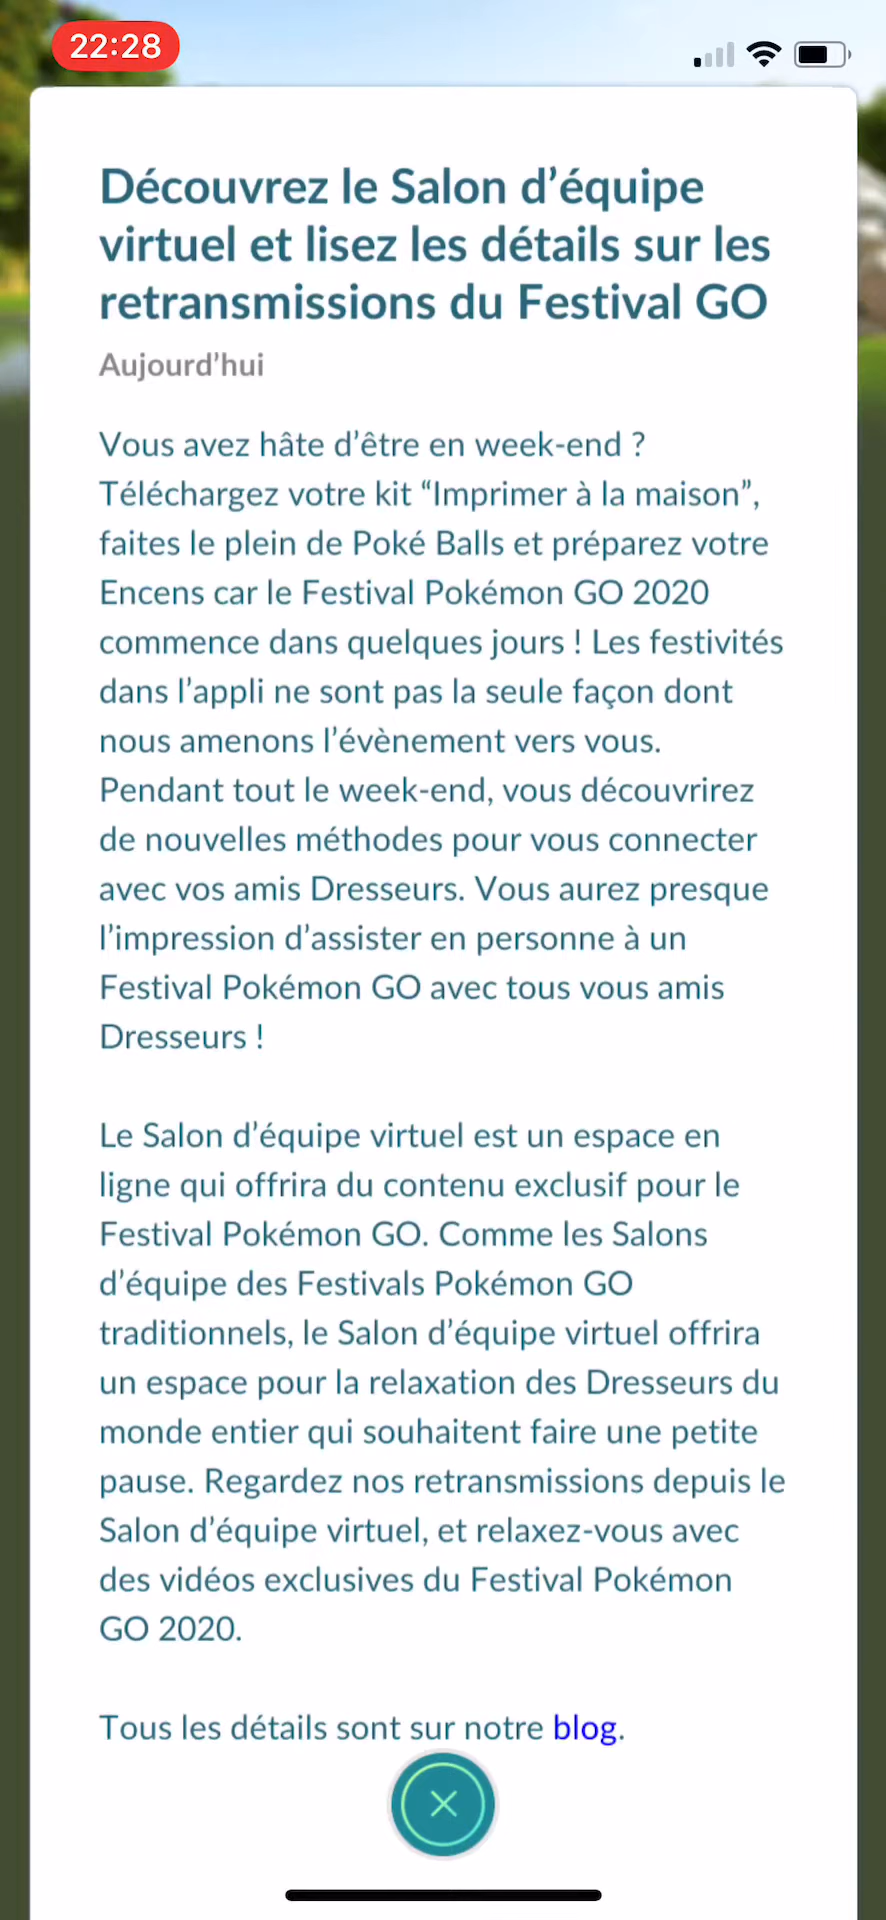 22:28
Découvrez le Salon d’équipe
virtuel et lisez les détails sur les
retransmissions du Festival GO
Aujourd’hui
Vous avez hâte d’être en week-end ?
Téléchargez votre kit “Imprimer à la maison”,
faites le plein de Poké Balls et préparez votre
Encens car le Festival Pokémon GO 2020
commence dans quelques jours ! Les festivités
dans l’appli ne sont pas la seule façon dont
nous amenons l’évènement vers vous.
Pendant tout le week-end, vous découvrirez
de nouvelles méthodes pour vous connecter
avec vos amis Dresseurs. Vous aurez presque
l’impression d’assister en personne à un
Festival Pokémon GO avec tous vous amis
Dresseurs !
Le Salon d’équipe virtuel est un espace en
ligne qui offrira du contenu exclusif pour le
Festival Pokémon GO. Comme les Salons
d’équipe des Festivals Pokémon GO
traditionnels, le Salon d’équipe virtuel offrira
un espace pour la relaxation des Dresseurs du
monde entier qui souhaitent faire une petite
pause. Regardez nos retransmissions depuis le
Salon d’équipe virtuel, et relaxez-vous avec
des vidéos exclusives du Festival Pokémon
GO 2020.
Tous les détails sont sur notre blog.